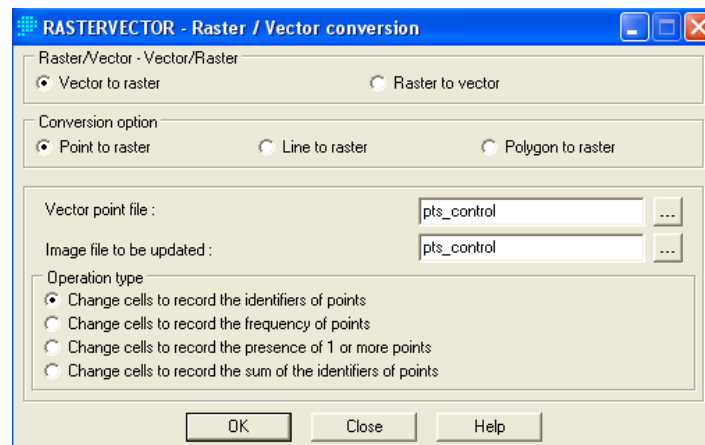 RASTERVECTOR - Raster / Vector conversion
Raster/Vector - Vector/Raster
Vector to raster
Raster to vector
Conversion option
Point to raster
Line to raster
Polygon to raster
Vector point file :
pts_control
...
Image file to be updated :
pts_control
...
Operation type
Change cells to record the identifiers of points
Change cells to record the frequency of points
Change cells to record the presence of 1 or more points
Change cells to record the sum of the identifiers of points
OK
Close
Help